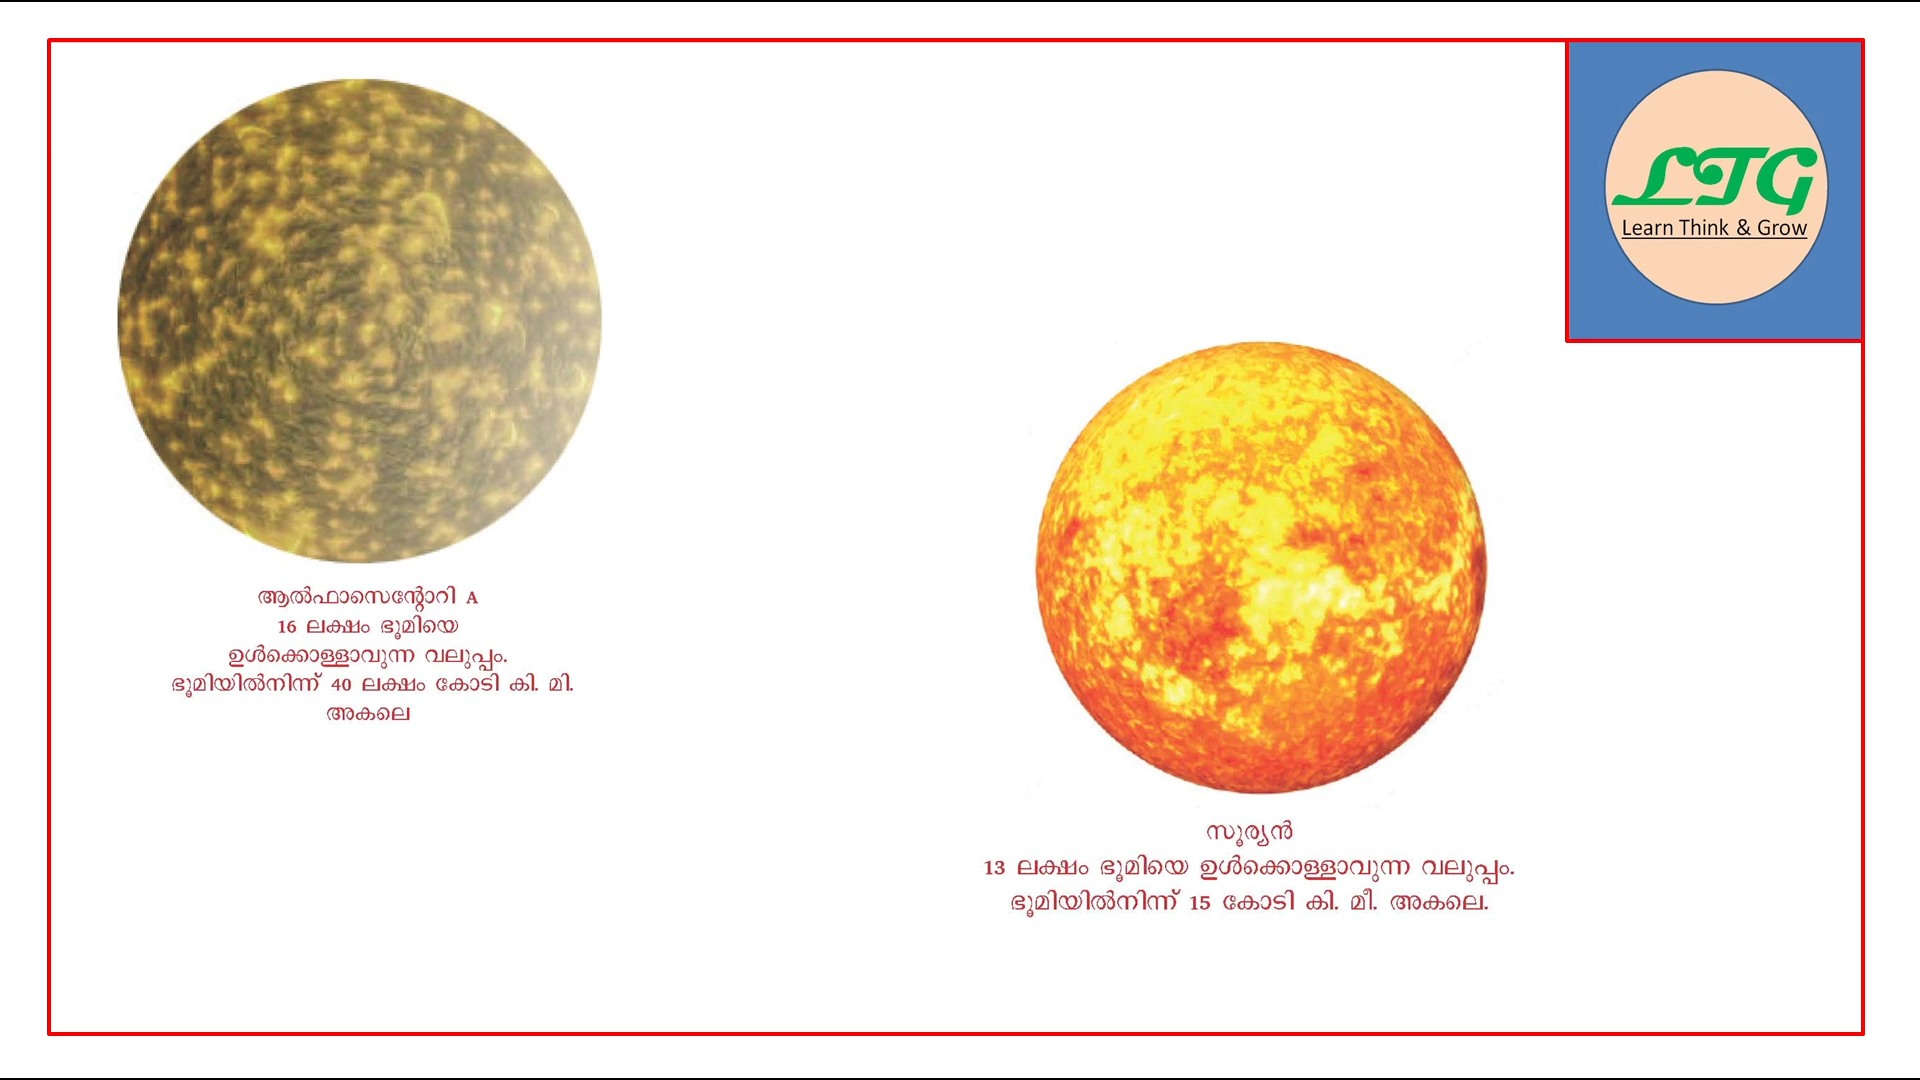 LTG
Learn Think & Grow
ആൽഫാസെന്റോറി A
16 ലക്ഷം ഭൂമിയെ
ഉൾക്കൊള്ളാവുന്ന വലുപ്പം.
ഭൂമിയിൽനിന്ന് 40 ലക്ഷം കോടി കി. മി.
അകലെ
സൂര്യൻ
13 ലക്ഷം ഭൂമിയെ ഉൾക്കൊള്ളാവുന്ന വലുപ്പം.
ഭൂമിയിൽനിന്ന് 15 കോടി കി. മീ. അകലെ.